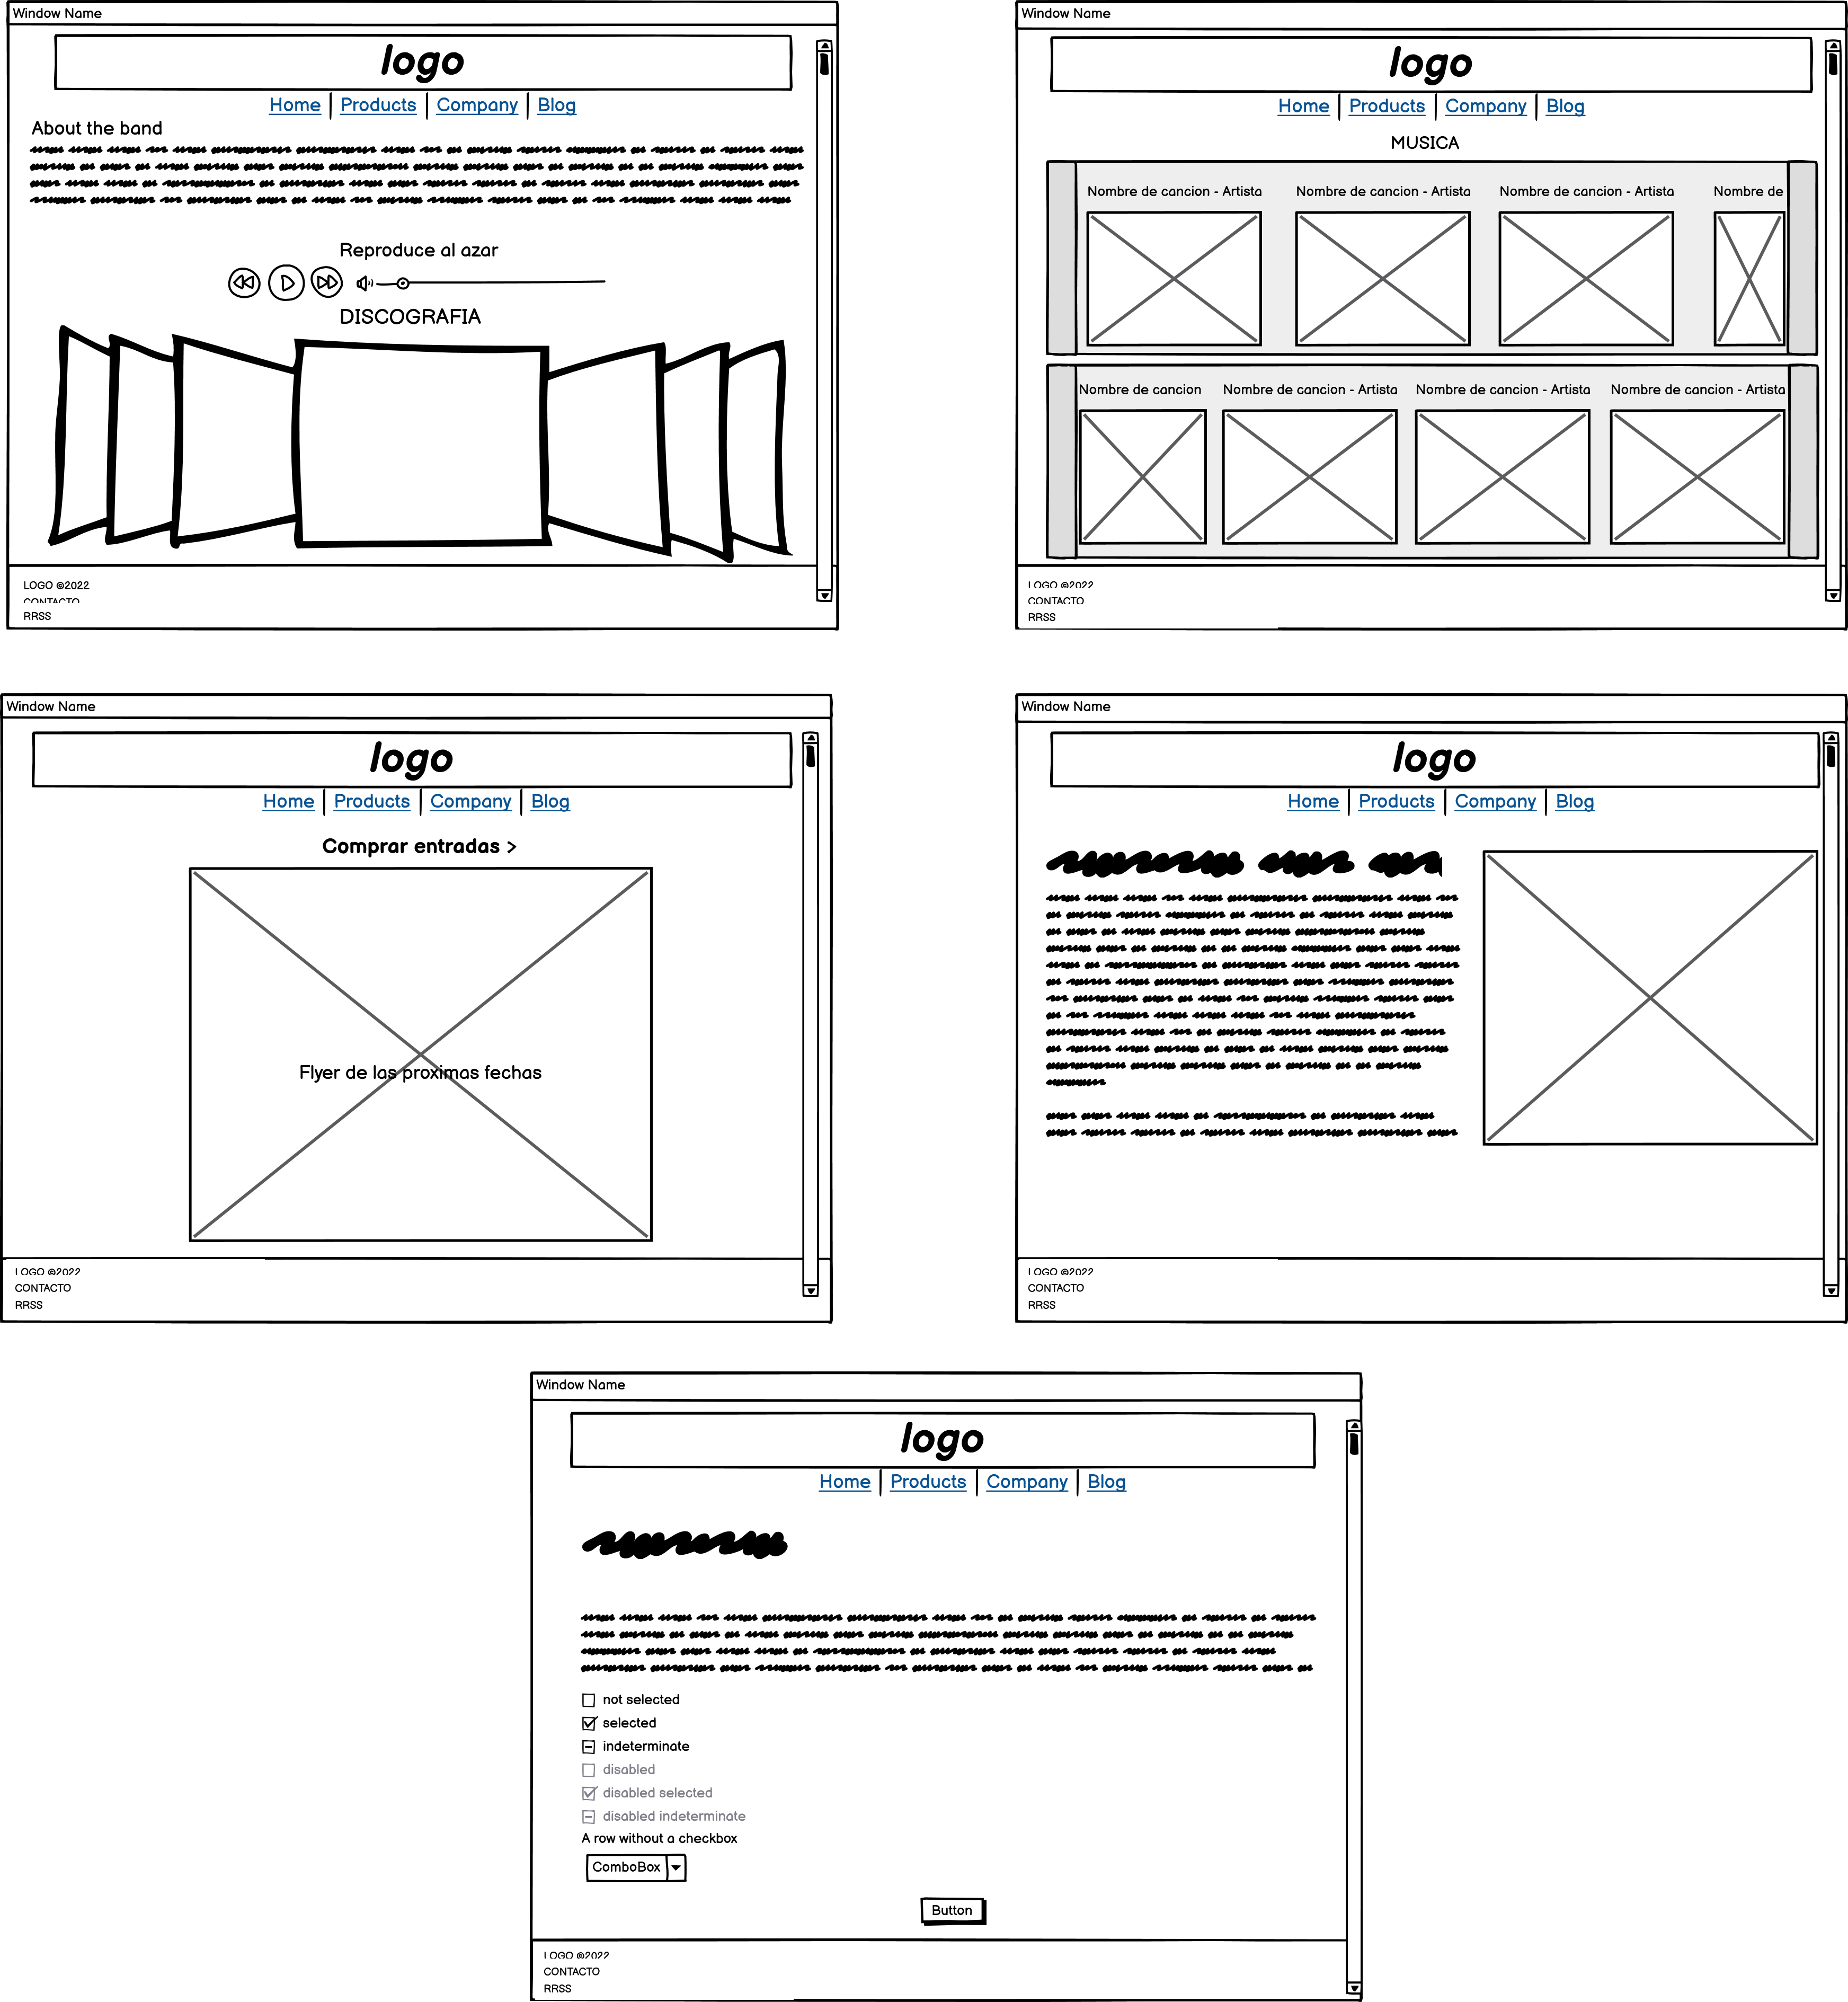 Window Name
logo
Home Products Company Blog
About the band
Reproduce al azar
DISCOGRAFIA
LOGO ©2022
CONTACTO
RRSS
Window Name
logo
Home Products Company Blog
MUSICA
Nombre de cancion - Artista Nombre de cancion - Artista Nombre de cancion - Artista Nombre de
Nombre de cancion Nombre de cancion - Artista Nombre de cancion - Artista Nombre de cancion - Artista
LOGO ©2022
CONTACTO
RRSS
Window Name
logo
Home Products Company Blog
Comprar entradas >
Flyer de las proximas fechas
LOGO ©2022
CONTACTO
RRSS
Window Name
logo
Home Products Company Blog
LOGO ©2022
CONTACTO
RRSS
Window Name
logo
Home Products Company Blog
not selected
selected
indeterminate
disabled
disabled selected
disabled indeterminate
A row without a checkbox
ComboBox
Button
LOGO ©2022
CONTACTO
RRSS